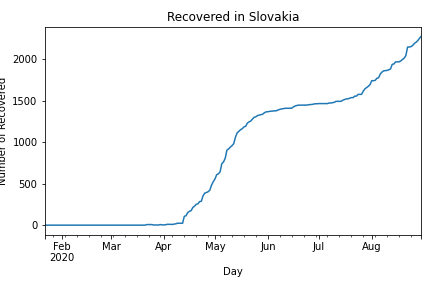 Recovered in Slovakia
Number of Recovered
2000
1500
1000
500
0
Feb
2020
Mar
Apr
May
Jun
Jul
Aug
Day